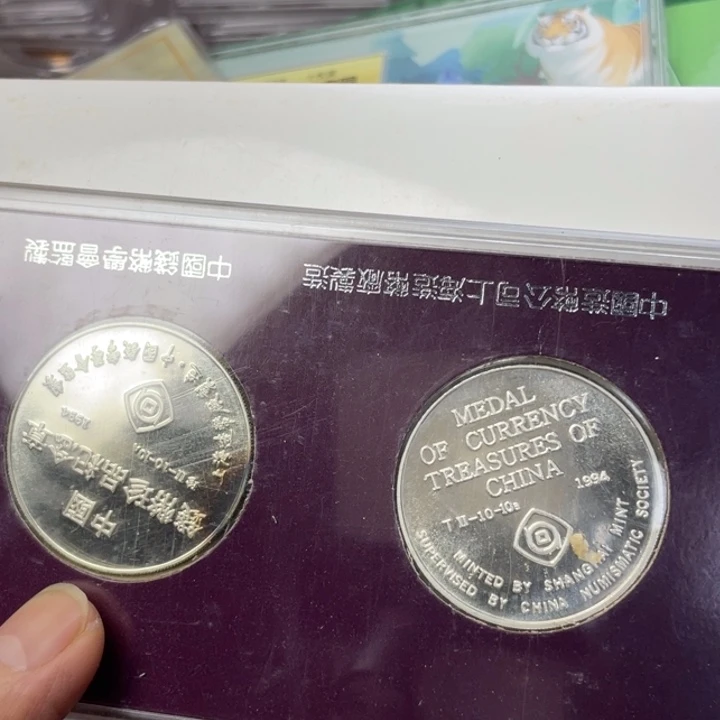 中國錢幣學會監製
中國造幣公司上海造幣廠製造
中國
錢幣珍品紀念章
1994
MEDAL
OF CURRENCY
TREASURES OF
CHINA
1994
T II-10-10s
MINTED BY SHANGHAI MINT
SUPERVISED BY CHINA NUMISMATIC SOCIETY